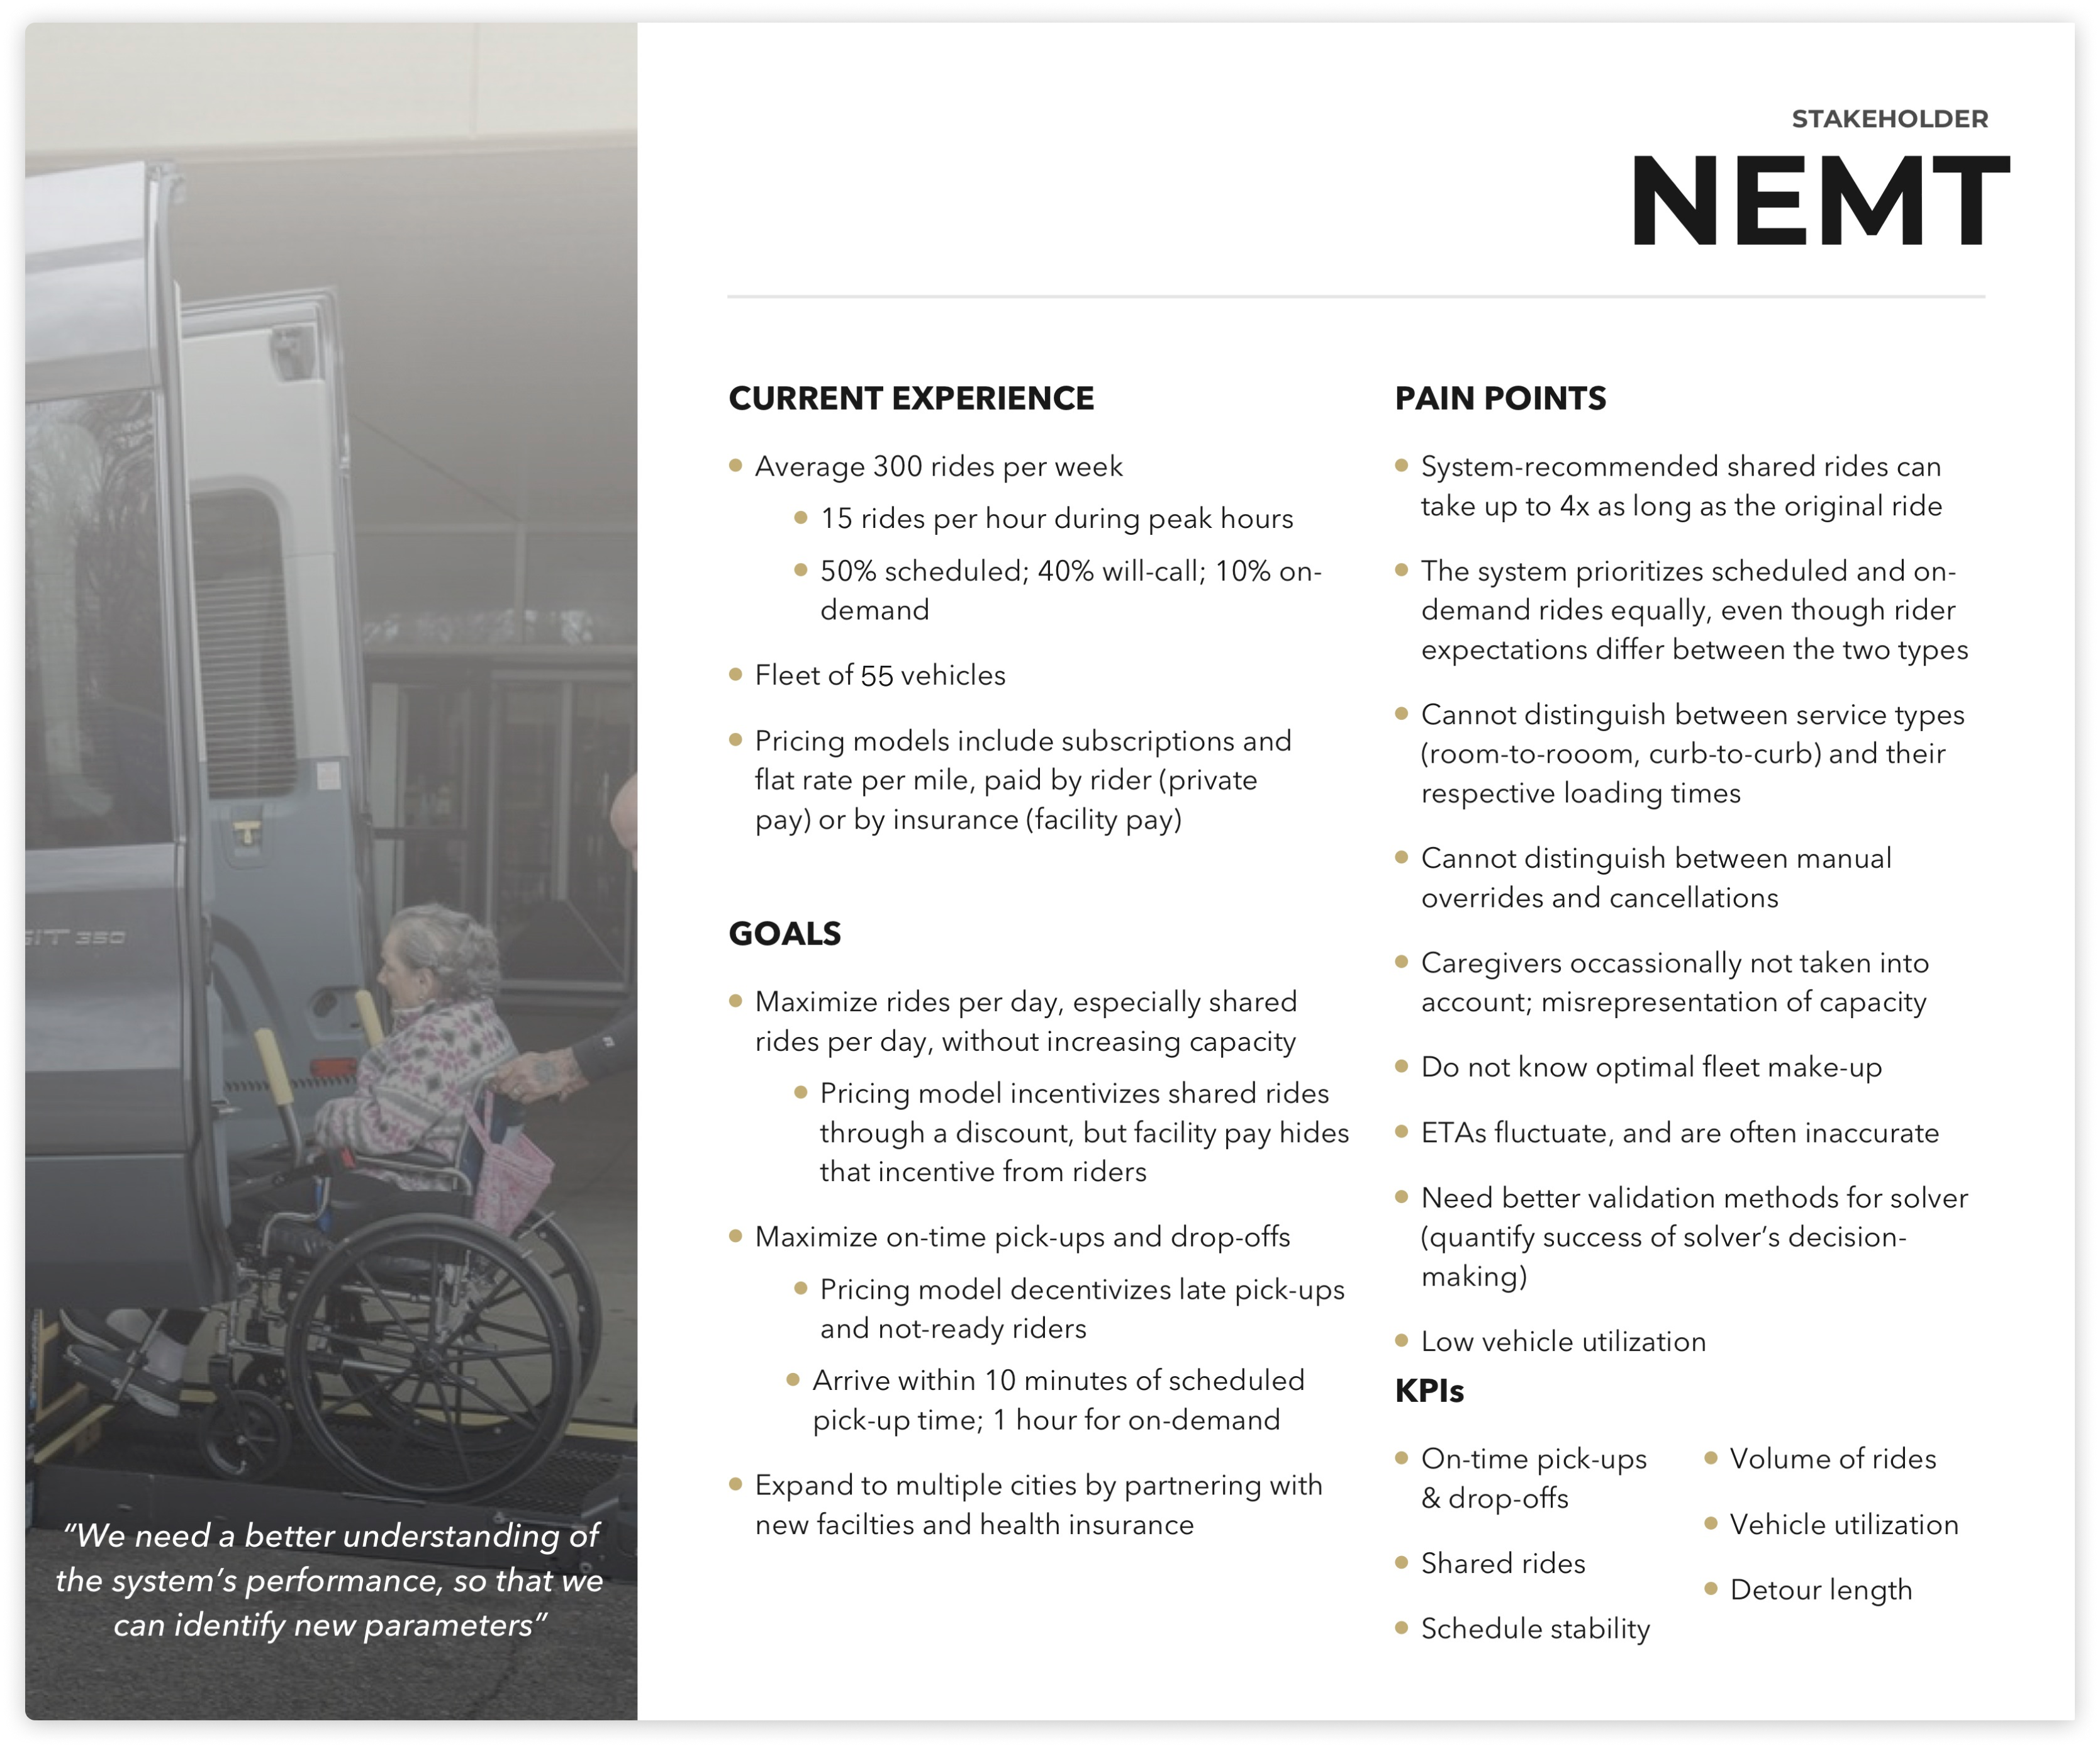 STAKEHOLDER
NEMT
CURRENT EXPERIENCE
Average 300 rides per week
15 rides per hour during peak hours
50% scheduled; 40% will-call; 10% on-
demand
Fleet of 55 vehicles
Pricing models include subscriptions and
flat rate per mile, paid by rider (private
pay) or by insurance (facility pay)
GOALS
Maximize rides per day, especially shared
rides per day, without increasing capacity
Pricing model incentivizes shared rides
through a discount, but facility pay hides
that incentive from riders
Maximize on-time pick-ups and drop-offs
Pricing model decentivizes late pick-ups
and not-ready riders
Arrive within 10 minutes of scheduled
pick-up time; 1 hour for on-demand
Expand to multiple cities by partnering with
new facilties and health insurance
PAIN POINTS
System-recommended shared rides can
take up to 4x as long as the original ride
The system prioritizes scheduled and on-
demand rides equally, even though rider
expectations differ between the two types
Cannot distinguish between service types
(room-to-rooom, curb-to-curb) and their
respective loading times
Cannot distinguish between manual
overrides and cancellations
Caregivers occassionally not taken into
account; misrepresentation of capacity
Do not know optimal fleet make-up
ETAs fluctuate, and are often inaccurate
Need better validation methods for solver
(quantify success of solver’s decision-
making)
Low vehicle utilization
KPIs
On-time pick-ups
& drop-offs
Shared rides
Schedule stability
Volume of rides
Vehicle utilization
Detour length
“We need a better understanding of
the system’s performance, so that we
can identify new parameters”
SIT 350